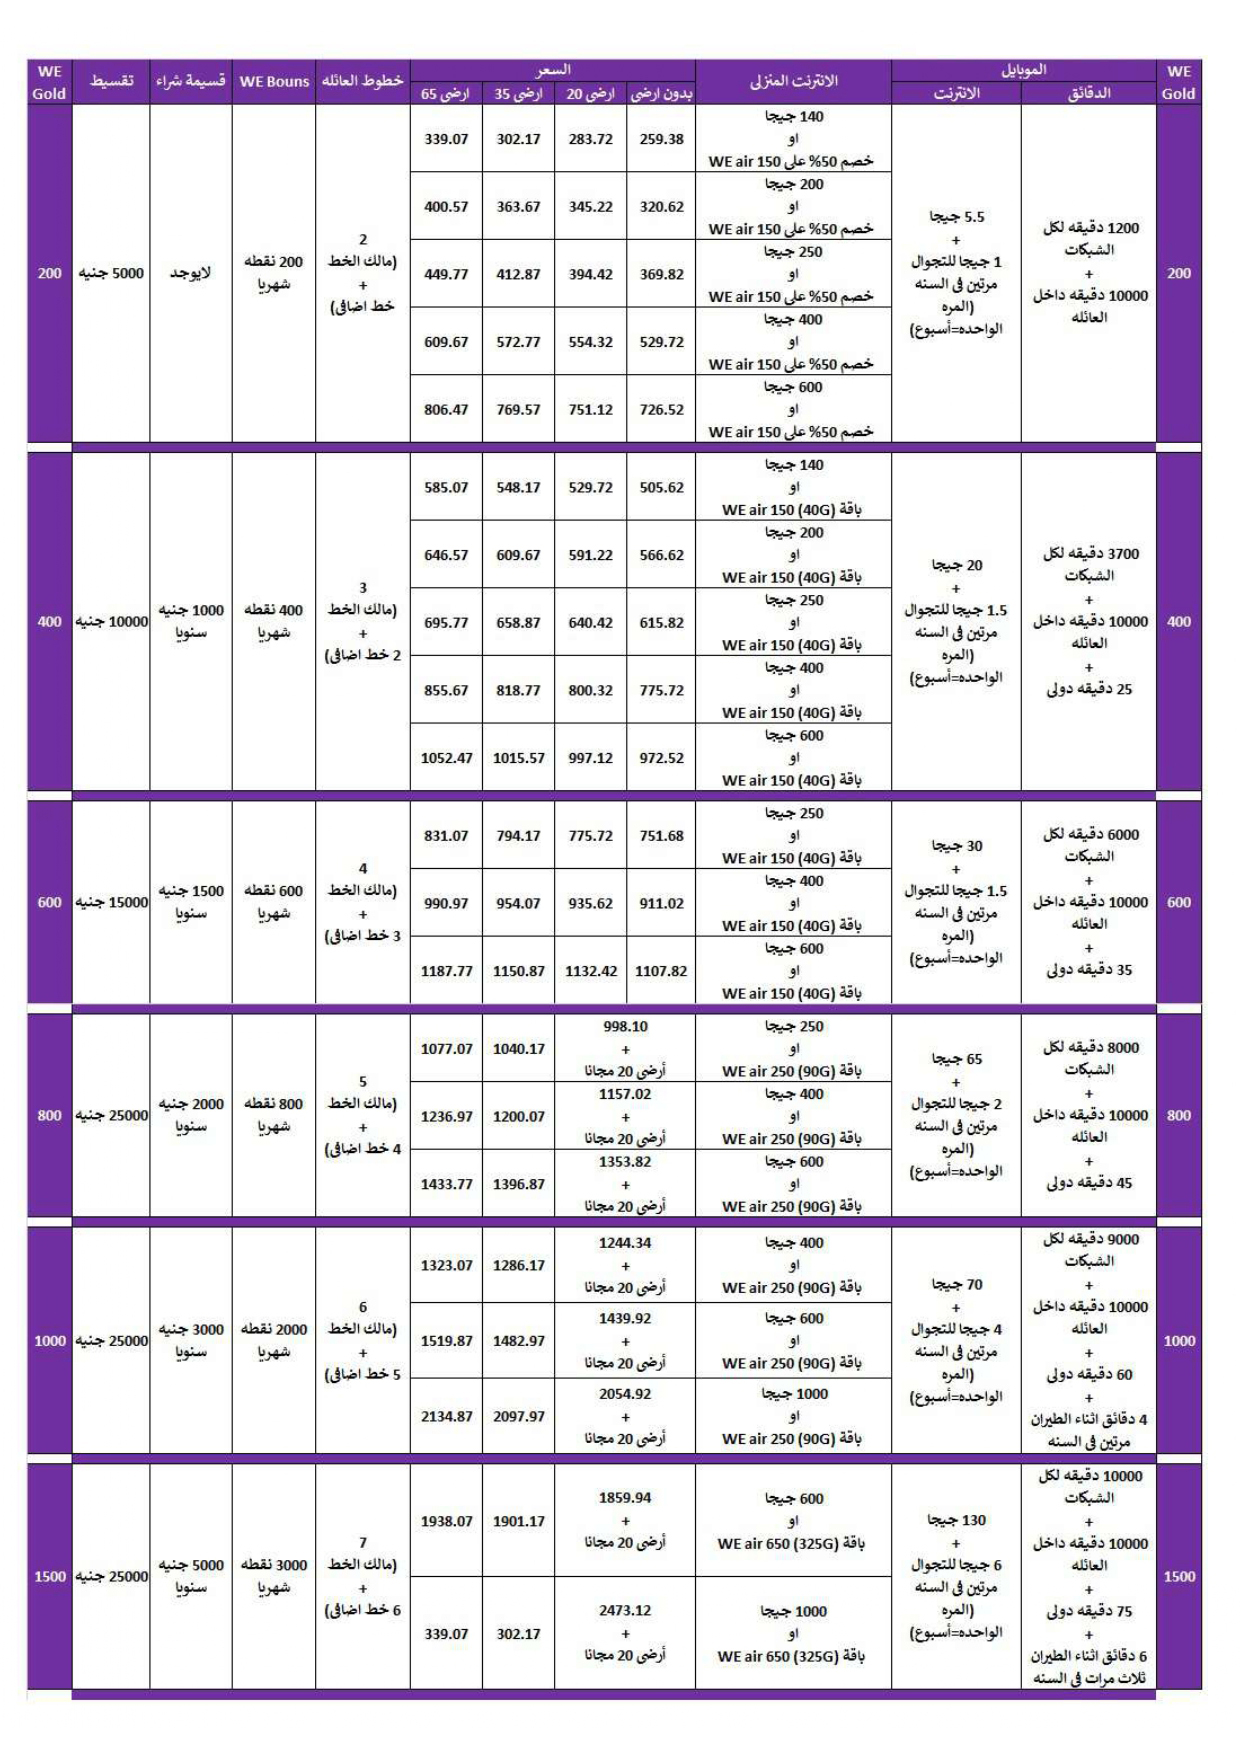 WE Gold
الموبايل
الانترنت المنزلى
السعر
خطوط العائله
WE Bouns
قسيمة شراء
تقسيط
WE Gold
الدقائق
الانترنت
بدون ارضى
ارضى 20
ارضى 35
ارضى 65
200
1200 دقيقه لكل
الشبكات
+
10000 دقيقه داخل
العائله
5.5 جيجا
+
1 جيجا للتجوال
مرتين فى السنه
(المره
الواحده=أسبوع)
140 جيجا
او
خصم 50% على WE air 150
259.38
283.72
302.17
339.07
200 جيجا
او
خصم 50% على WE air 150
320.62
345.22
363.67
400.57
250 جيجا
او
خصم 50% على WE air 150
369.82
394.42
412.87
449.77
400 جيجا
او
خصم 50% على WE air 150
529.72
554.32
572.77
609.67
600 جيجا
او
خصم 50% على WE air 150
726.52
751.12
769.57
806.47
2
(مالك الخط
+
خط اضافى)
200 نقطه
شهريا
لايوجد
5000 جنيه
200
400
3700 دقيقه لكل
الشبكات
+
10000 دقيقه داخل
العائله
+
25 دقيقه دولى
20 جيجا
+
1.5 جيجا للتجوال
مرتين فى السنه
(المره
الواحده=أسبوع)
140 جيجا
او
باقة WE air 150 (40G)
505.62
529.72
548.17
585.07
200 جيجا
او
باقة WE air 150 (40G)
566.62
591.22
609.67
646.57
250 جيجا
او
باقة WE air 150 (40G)
615.82
640.42
658.87
695.77
400 جيجا
او
باقة WE air 150 (40G)
775.72
800.32
818.77
855.67
600 جيجا
او
باقة WE air 150 (40G)
972.52
997.12
1015.57
1052.47
3
(مالك الخط
+
2 خط اضافى)
400 نقطه
شهريا
1000 جنيه
سنويا
10000 جنيه
400
600
6000 دقيقه لكل
الشبكات
+
10000 دقيقه داخل
العائله
+
35 دقيقه دولى
30 جيجا
+
1.5 جيجا للتجوال
مرتين فى السنه
(المره
الواحده=أسبوع)
250 جيجا
او
باقة WE air 150 (40G)
751.68
775.72
794.17
831.07
400 جيجا
او
باقة WE air 150 (40G)
911.02
935.62
954.07
990.97
600 جيجا
او
باقة WE air 150 (40G)
1107.82
1132.42
1150.87
1187.77
4
(مالك الخط
+
3 خط اضافى)
600 نقطه
شهريا
1500 جنيه
سنويا
15000 جنيه
600
800
8000 دقيقه لكل
الشبكات
+
10000 دقيقه داخل
العائله
+
45 دقيقه دولى
65 جيجا
+
2 جيجا للتجوال
مرتين فى السنه
(المره
الواحده=أسبوع)
250 جيجا
او
باقة WE air 250 (90G)
998.10
+
أرضى 20 مجانا
1040.17
1077.07
400 جيجا
او
باقة WE air 250 (90G)
1157.02
+
أرضى 20 مجانا
1200.07
1236.97
600 جيجا
او
باقة WE air 250 (90G)
1353.82
+
أرضى 20 مجانا
1396.87
1433.77
5
(مالك الخط
+
4 خط اضافى)
800 نقطه
شهريا
2000 جنيه
سنويا
25000 جنيه
800
1000
9000 دقيقه لكل
الشبكات
+
10000 دقيقه داخل
العائله
+
60 دقيقه دولى
+
4 دقائق اثناء الطيران
مرتين فى السنه
70 جيجا
+
4 جيجا للتجوال
مرتين فى السنه
(المره
الواحده=أسبوع)
400 جيجا
او
باقة WE air 250 (90G)
1244.34
+
أرضى 20 مجانا
1286.17
1323.07
600 جيجا
او
باقة WE air 250 (90G)
1439.92
+
أرضى 20 مجانا
1482.97
1519.87
1000 جيجا
او
باقة WE air 250 (90G)
2054.92
+
أرضى 20 مجانا
2097.97
2134.87
6
(مالك الخط
+
5 خط اضافى)
2000 نقطه
شهريا
3000 جنيه
سنويا
25000 جنيه
1000
1500
10000 دقيقه لكل
الشبكات
+
10000 دقيقه داخل
العائله
+
75 دقيقه دولى
+
6 دقائق اثناء الطيران
ثلاث مرات فى السنه
130 جيجا
+
6 جيجا للتجوال
مرتين فى السنه
(المره
الواحده=أسبوع)
600 جيجا
او
باقة WE air 650 (325G)
1859.94
+
أرضى 20 مجانا
1901.17
1938.07
1000 جيجا
او
باقة WE air 650 (325G)
2473.12
+
أرضى 20 مجانا
302.17
339.07
7
(مالك الخط
+
6 خط اضافى)
3000 نقطه
شهريا
5000 جنيه
سنويا
25000 جنيه
1500